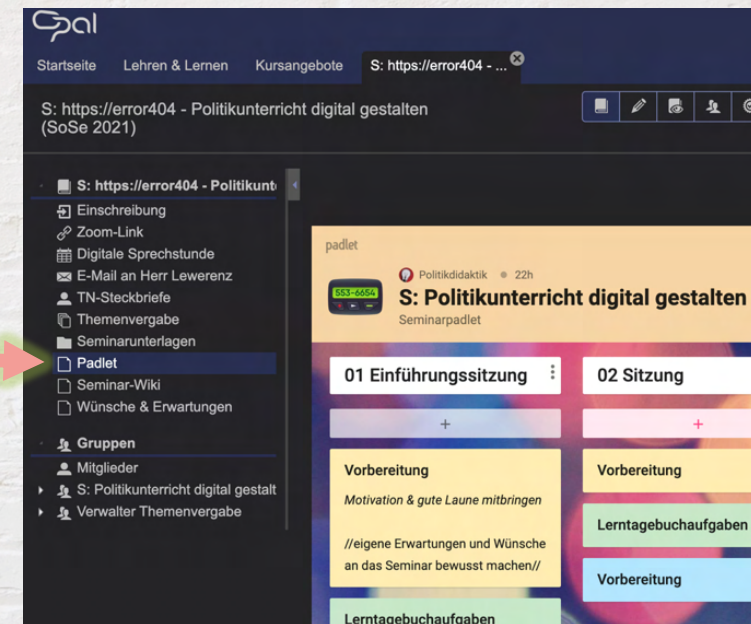 Opal
Startseite Lehren & Lernen Kursangebote S: https://error404 - ...
S: https://error404 - Politikunterricht digital gestalten
(SoSe 2021)
S: https://error404 - Politikunt
Einschreibung
Zoom-Link
Digitale Sprechstunde
E-Mail an Herr Lewerenz
TN-Steckbriefe
Themenvergabe
Seminarunterlagen
Padlet
Seminar-Wiki
Wünsche & Erwartungen
Gruppen
Mitglieder
S: Politikunterricht digital gestalt
Verwalter Themenvergabe
padlet
Politikdidaktik 22h
553-6654
S: Politikunterricht digital gestalten
Seminarpadlet
01 Einführungssitzung
+
Vorbereitung
Motivation & gute Laune mitbringen
//eigene Erwartungen und Wünsche
an das Seminar bewusst machen//
Lerntagebuchaufgaben
02 Sitzung
+
Vorbereitung
Lerntagebuchaufgaben
Vorbereitung